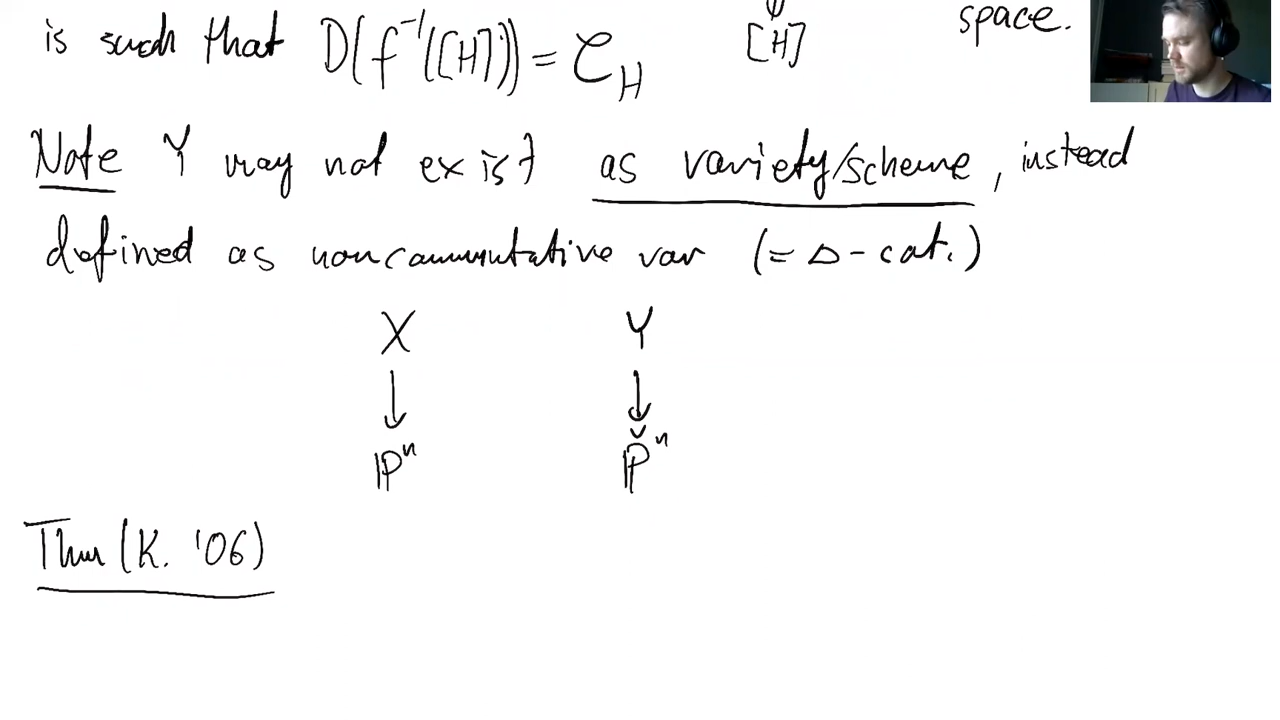 is such that D(f⁻¹([H])) = 𝒞_H [H] space.
Note Y may not exist as variety/scheme, instead
defined as noncommutative var (= Δ-cat.)
X Y
↓ ↓
ℙⁿ ℙ̌ⁿ
Thm (K. '06)